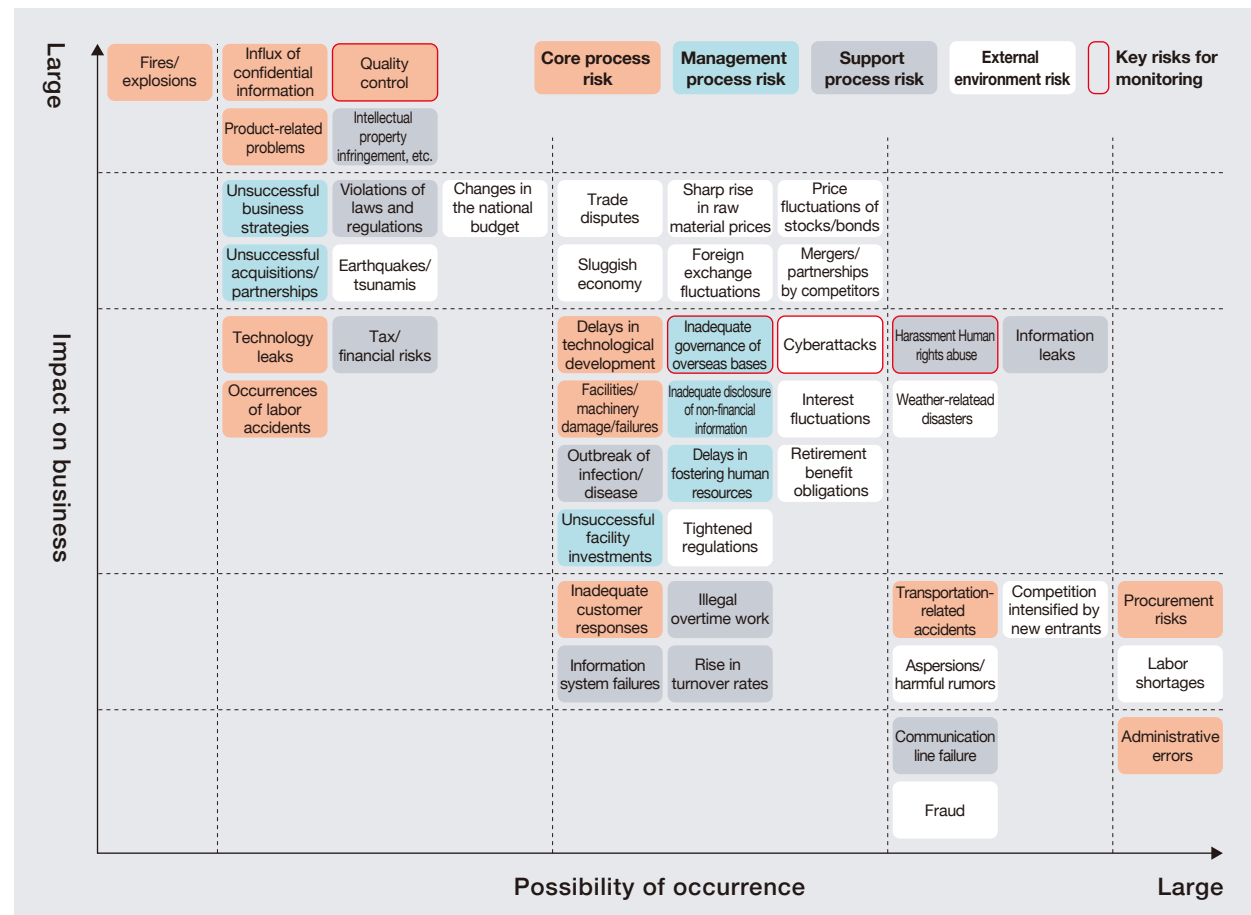 Large
Impact on business
Fires/
explosions
Influx of
confidential
information
Quality
control
Core process
risk
Management
process risk
Support
process risk
External
environment risk
Key risks for
monitoring
Product-related
problems
Intellectual
property
infringement, etc.
Unsuccessful
business
strategies
Violations of
laws and
regulations
Changes in
the national
budget
Trade
disputes
Sharp rise
in raw
material prices
Price
fluctuations of
stocks/bonds
Unsuccessful
acquisitions/
partnerships
Earthquakes/
tsunamis
Sluggish
economy
Foreign
exchange
fluctuations
Mergers/
partnerships
by competitors
Technology
leaks
Tax/
financial risks
Delays in
technological
development
Inadequate
governance of
overseas bases
Cyberattacks
Harassment Human
rights abuse
Information
leaks
Occurrences
of labor
accidents
Facilities/
machinery
damage/failures
Inadequate disclosure
of non-financial
information
Interest
fluctuations
Weather-relatead
disasters
Outbreak of
infection/
disease
Delays in
fostering human
resources
Retirement
benefit
obligations
Unsuccessful
facility
investments
Tightened
regulations
Inadequate
customer
responses
Illegal
overtime work
Transportation-
related
accidents
Competition
intensified by
new entrants
Procurement
risks
Information
system failures
Rise in
turnover rates
Aspersions/
harmful rumors
Labor
shortages
Communication
line failure
Administrative
errors
Fraud
Possibility of occurrence
Large